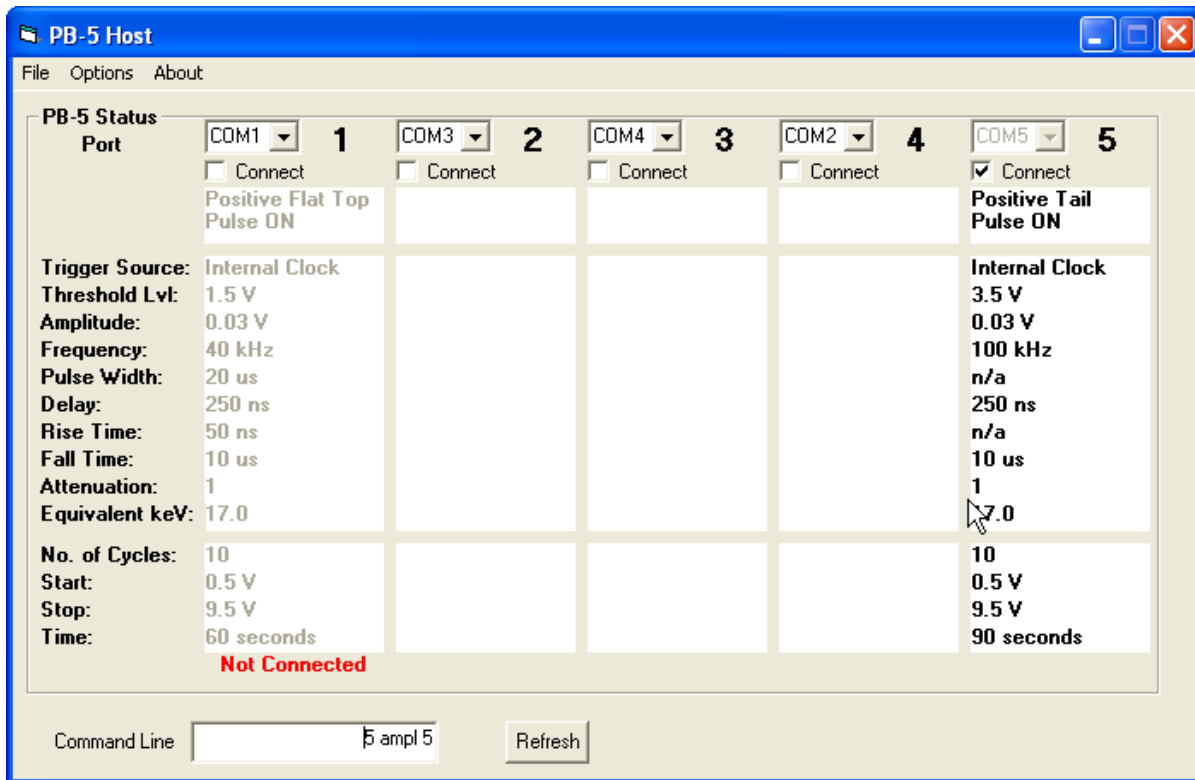 PB-5 Host
File Options About
PB-5 Status
Port COM1 1 COM3 2 COM4 3 COM2 4 COM5 5
Connect Connect Connect Connect Connect
Positive Flat Top Positive Tail
Pulse ON Pulse ON
Trigger Source: Internal Clock Internal Clock
Threshold Lvl: 1.5 V 3.5 V
Amplitude: 0.03 V 0.03 V
Frequency: 40 kHz 100 kHz
Pulse Width: 20 us n/a
Delay: 250 ns 250 ns
Rise Time: 50 ns n/a
Fall Time: 10 us 10 us
Attenuation: 1 1
Equivalent keV: 17.0
No. of Cycles: 10 10
Start: 0.5 V 0.5 V
Stop: 9.5 V 9.5 V
Time: 60 seconds 90 seconds
Not Connected
Command Line 5 ampl 5 Refresh